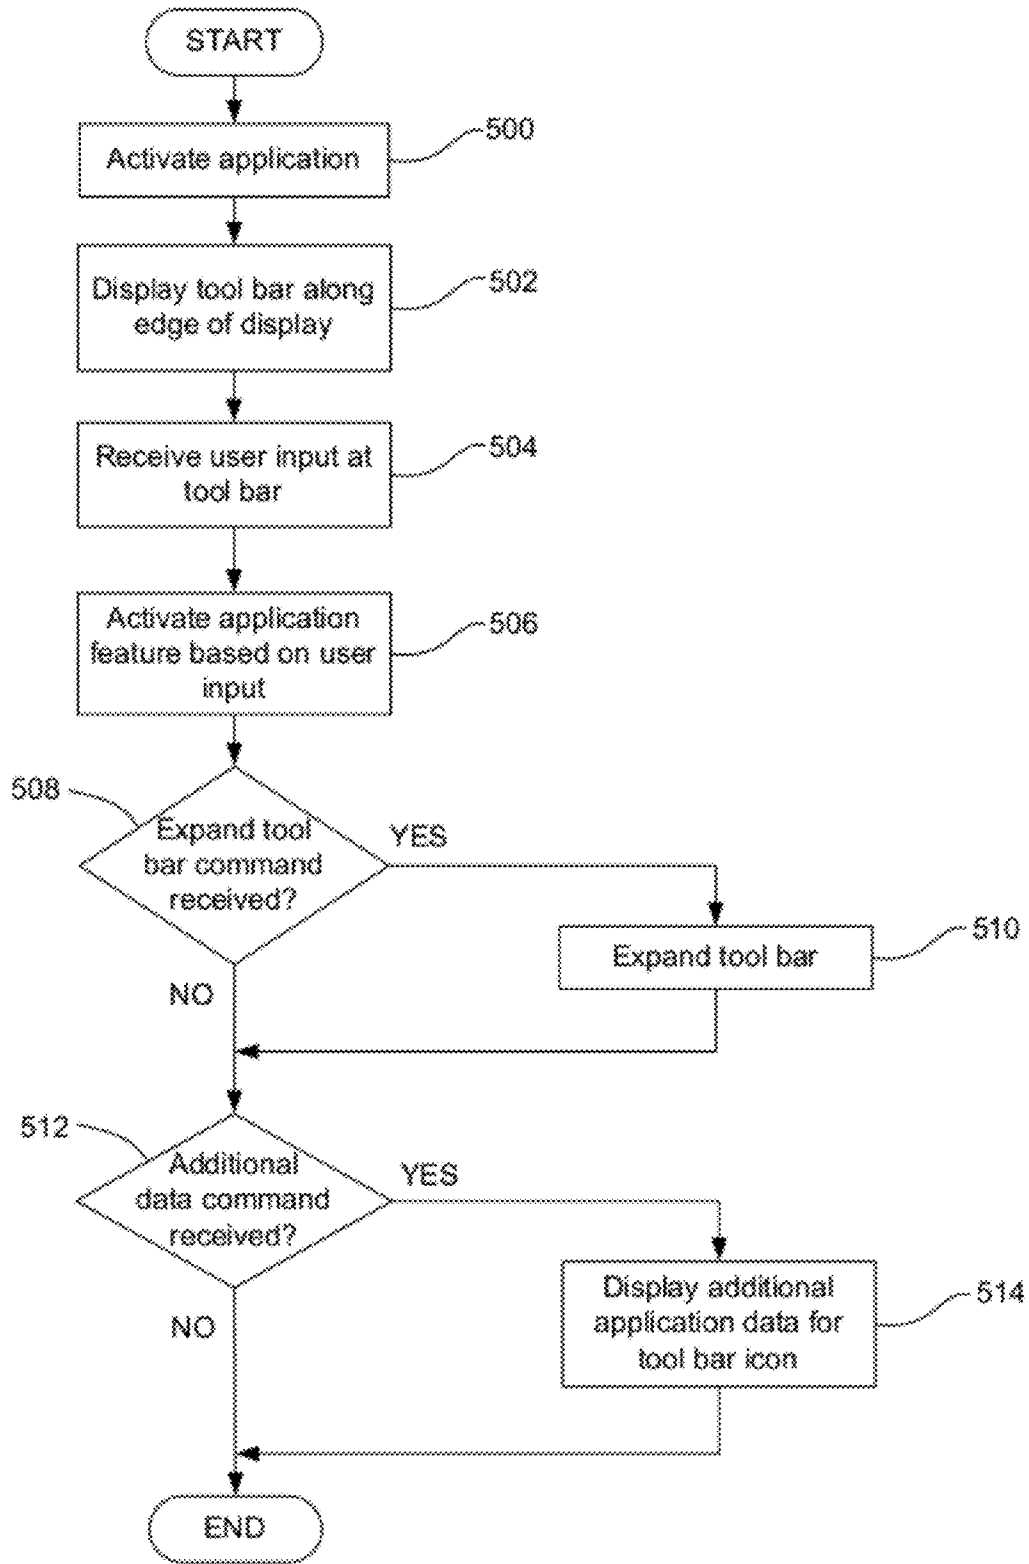 START
500
Activate application
502
Display tool bar along
edge of display
504
Receive user input at
tool bar
506
Activate application
feature based on user
input
508
Expand tool
bar command
received?
YES
510
Expand tool bar
NO
512
Additional
data command
received?
YES
514
Display additional
application data for
tool bar icon
NO
END